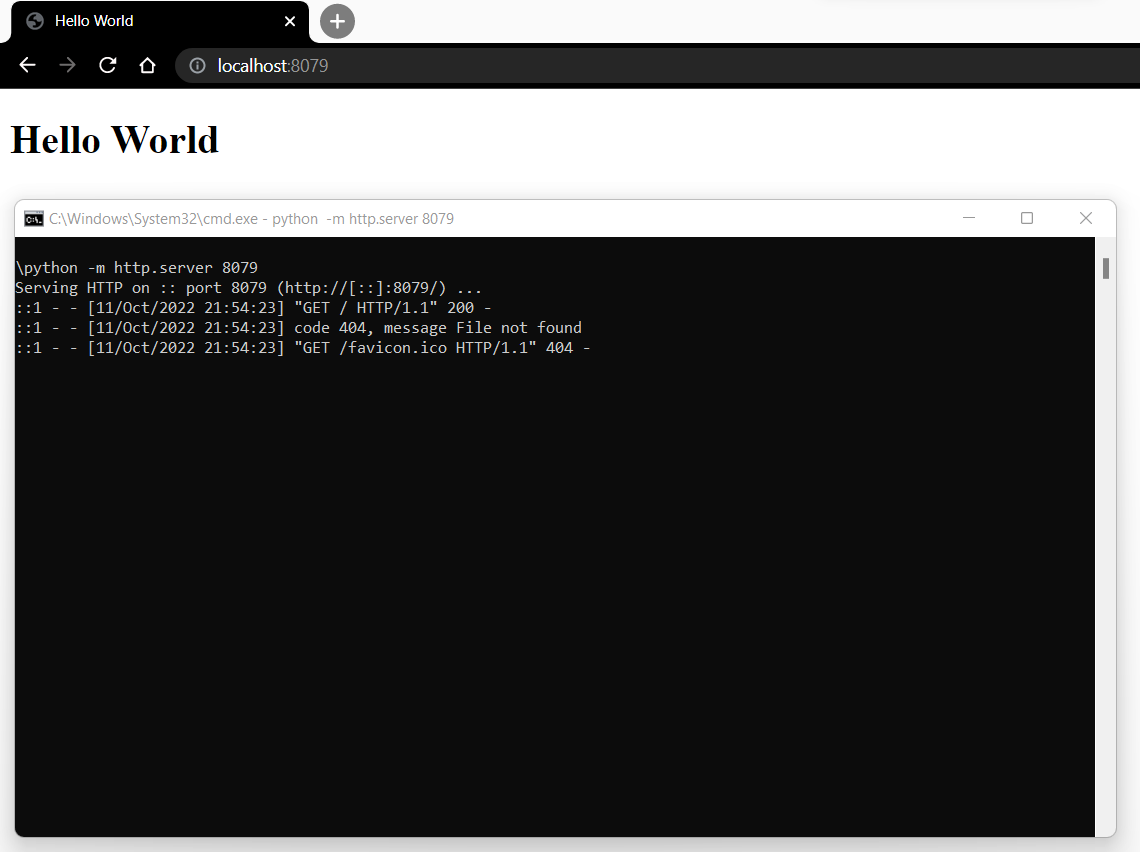 Hello World
localhost:8079
Hello World
C:\Windows\System32\cmd.exe - python  -m http.server 8079
\python -m http.server 8079
Serving HTTP on :: port 8079 (http://[::]:8079/) ...
::1 - - [11/Oct/2022 21:54:23] "GET / HTTP/1.1" 200 -
::1 - - [11/Oct/2022 21:54:23] code 404, message File not found
::1 - - [11/Oct/2022 21:54:23] "GET /favicon.ico HTTP/1.1" 404 -